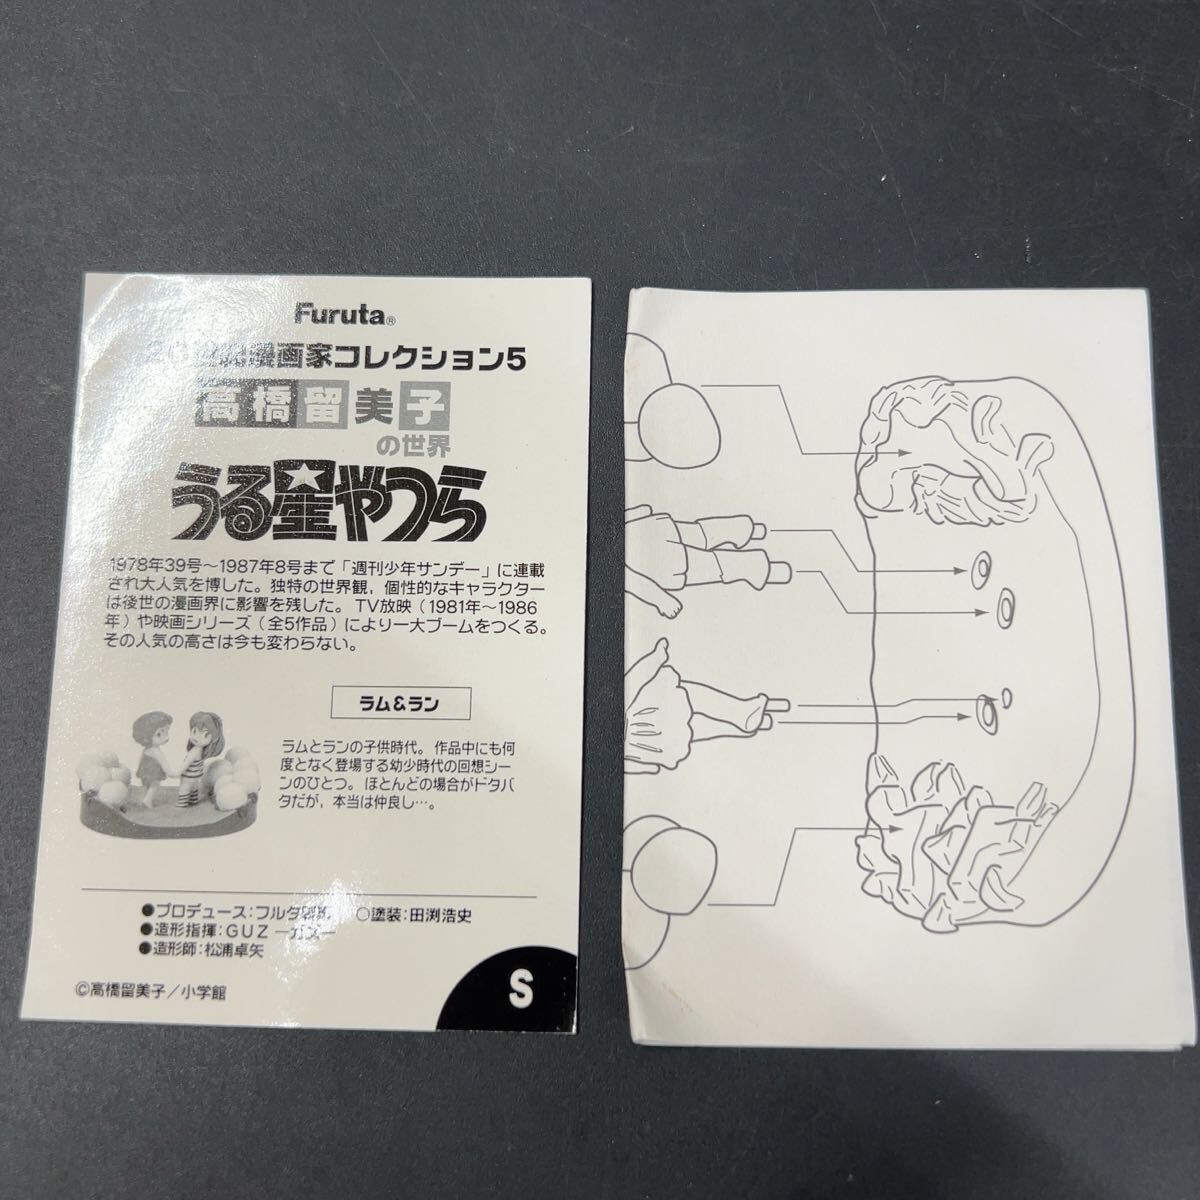 Furuta®
20世紀漫画家コレクション5
高橋留美子
の世界
うる星やつら
1978年39号～1987年8号まで「週刊少年サンデー」に連載
され大人気を博した。独特の世界観，個性的なキャラクター
は後世の漫画界に影響を残した。TV放映（1981年～1986
年）や映画シリーズ（全5作品）により一大ブームをつくる。
その人気の高さは今も変わらない。
ラム&ラン
ラムとランの子供時代。作品中にも何
度となく登場する幼少時代の回想シー
ンのひとつ。ほとんどの場合がドタバ
タだが，本当は仲良し…。
●プロデュース:フルタ製菓 ○塗装:田渕浩史
●造形指揮:GUZ―ガズ―
●造形師:松浦卓矢
©高橋留美子／小学館
S